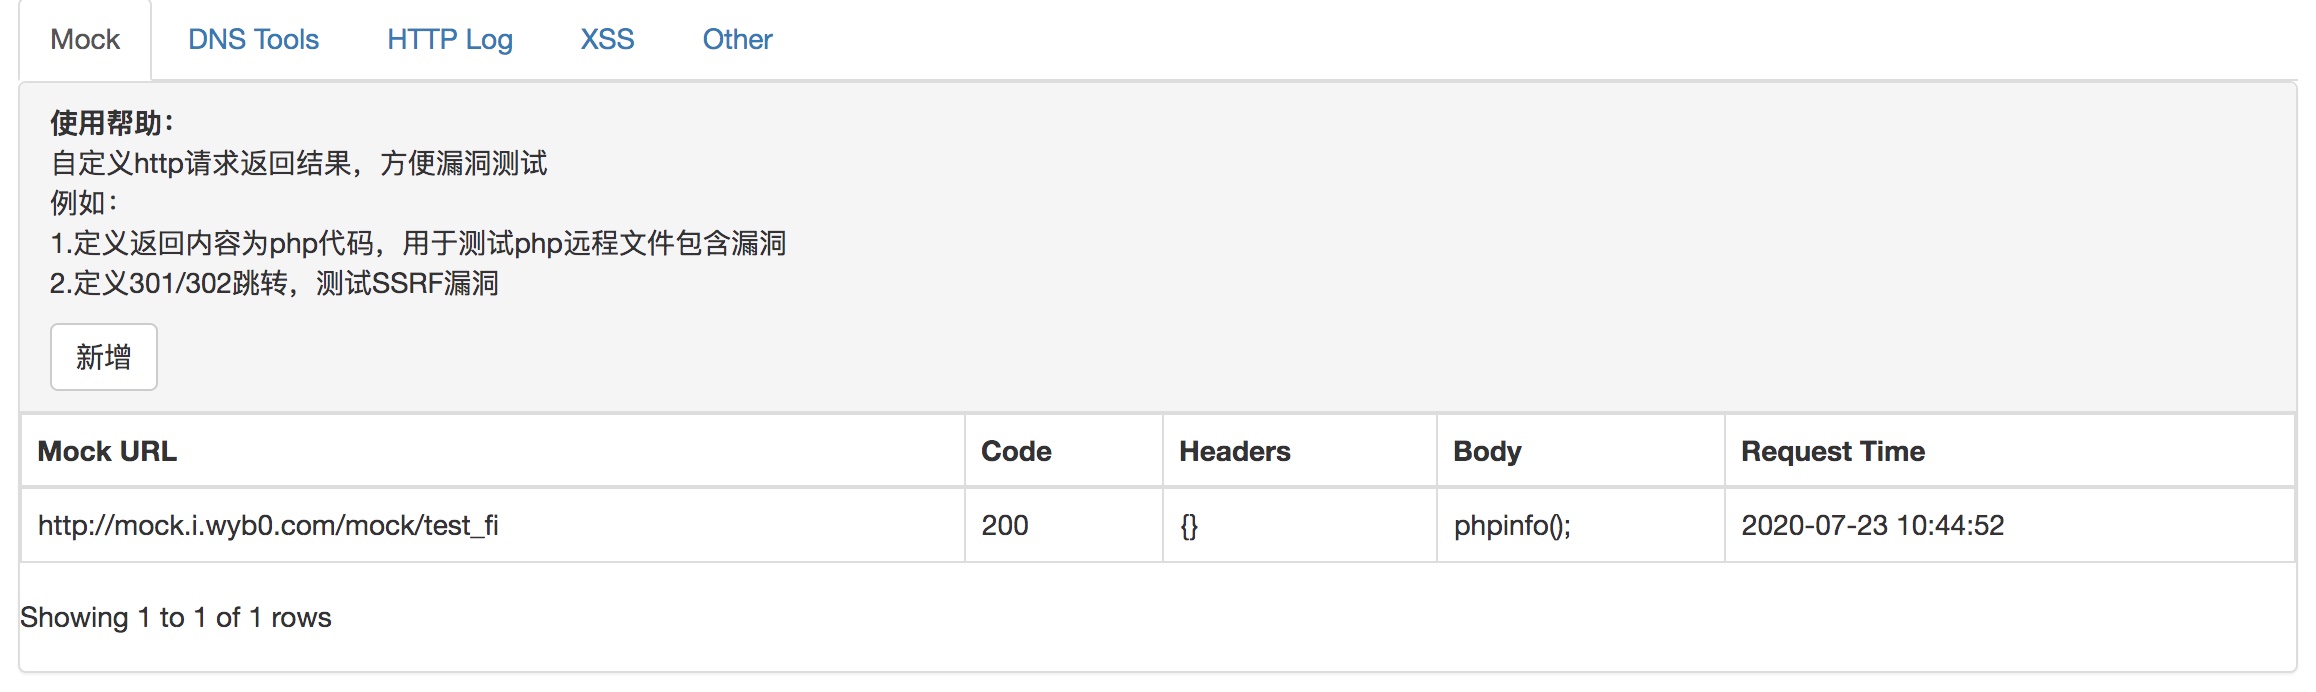 Mock DNS Tools HTTP Log XSS Other
使用帮助：
自定义http请求返回结果，方便漏洞测试
例如：
1.定义返回内容为php代码，用于测试php远程文件包含漏洞
2.定义301/302跳转，测试SSRF漏洞
新增
Mock URL Code Headers Body Request Time
http://mock.i.wyb0.com/mock/test_fi 200 {} phpinfo(); 2020-07-23 10:44:52
Showing 1 to 1 of 1 rows